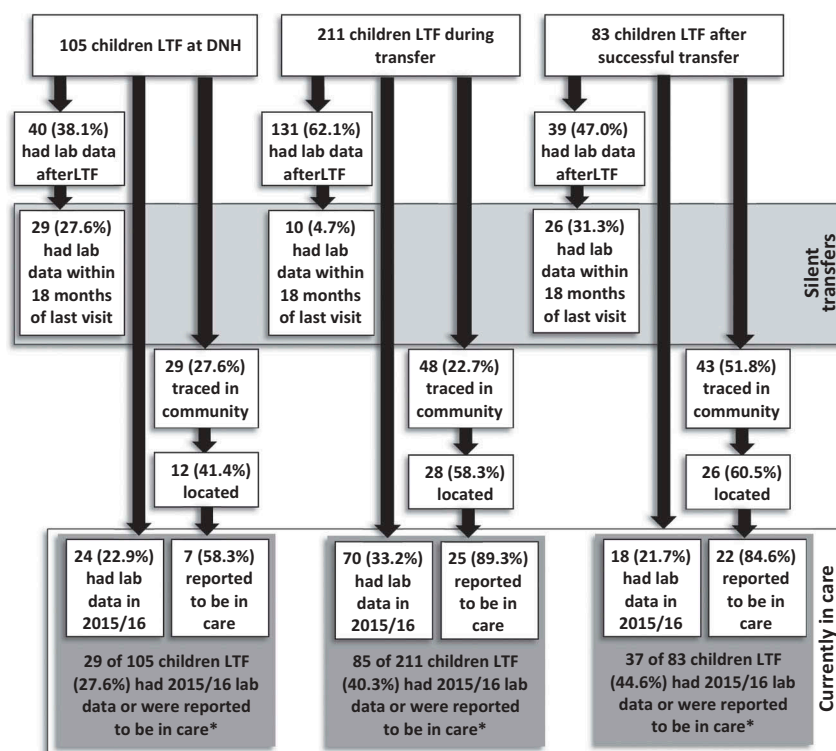 105 children LTF at DNH
211 children LTF during
transfer
83 children LTF after
successful transfer
40 (38.1%)
had lab data
afterLTF
131 (62.1%)
had lab data
afterLTF
39 (47.0%)
had lab data
afterLTF
29 (27.6%)
had lab
data within
18 months
of last visit
10 (4.7%)
had lab
data within
18 months
of last visit
26 (31.3%)
had lab
data within
18 months
of last visit
Silent
transfers
29 (27.6%)
traced in
community
48 (22.7%)
traced in
community
43 (51.8%)
traced in
community
12 (41.4%)
located
28 (58.3%)
located
26 (60.5%)
located
24 (22.9%)
had lab
data in
2015/16
7 (58.3%)
reported
to be in
care
70 (33.2%)
had lab
data in
2015/16
25 (89.3%)
reported
to be in
care
18 (21.7%)
had lab
data in
2015/16
22 (84.6%)
reported
to be in
care
29 of 105 children LTF
(27.6%) had 2015/16 lab
data or were reported
to be in care*
85 of 211 children LTF
(40.3%) had 2015/16 lab
data or were reported
to be in care*
37 of 83 children LTF
(44.6%) had 2015/16 lab
data or were reported
to be in care*
Currently in care